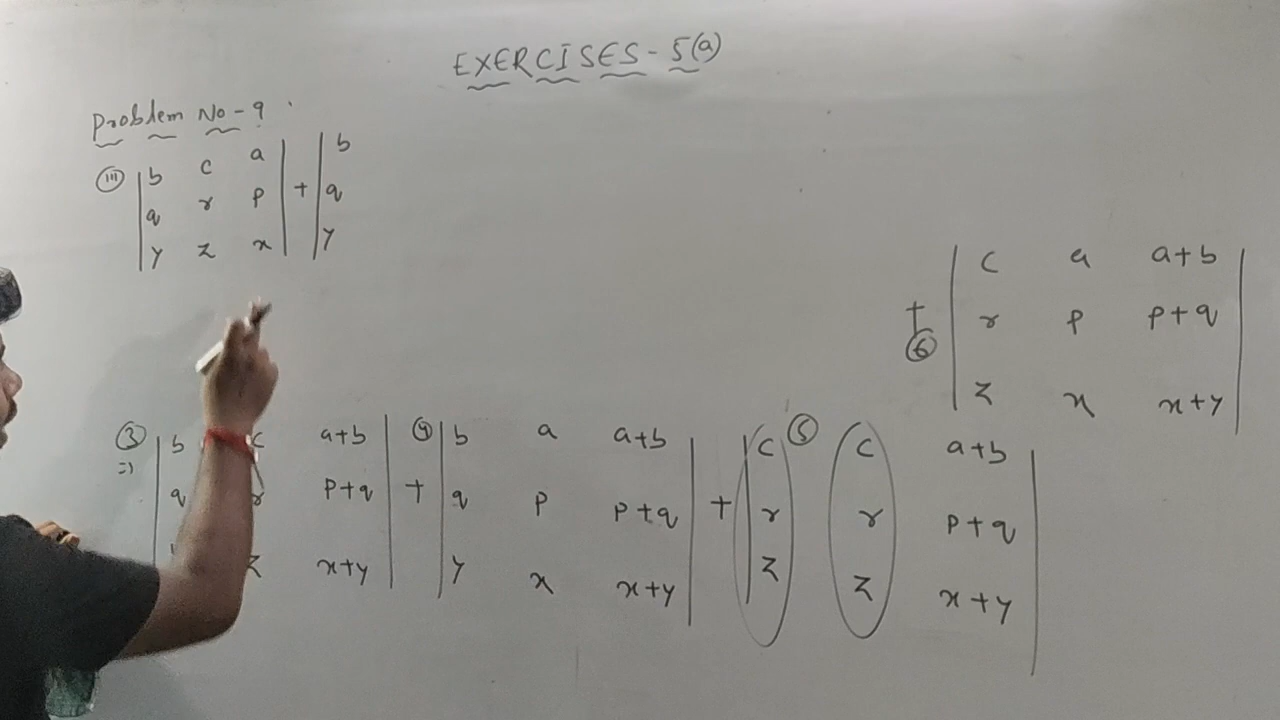 EXERCISES - 5(a)
Problem No - 9
(iii) | b c a | + | b
| q r p | | q
| y z x | | y
| c a a+b |
+ (6) | r p p+q |
| z x x+y |
(3) | b c a+b | (4) | b a a+b | | c (5) c a+b |
=) | q r p+q | + | q p p+q | + | r r p+q |
| z x+y | | y x x+y | | z z x+y |